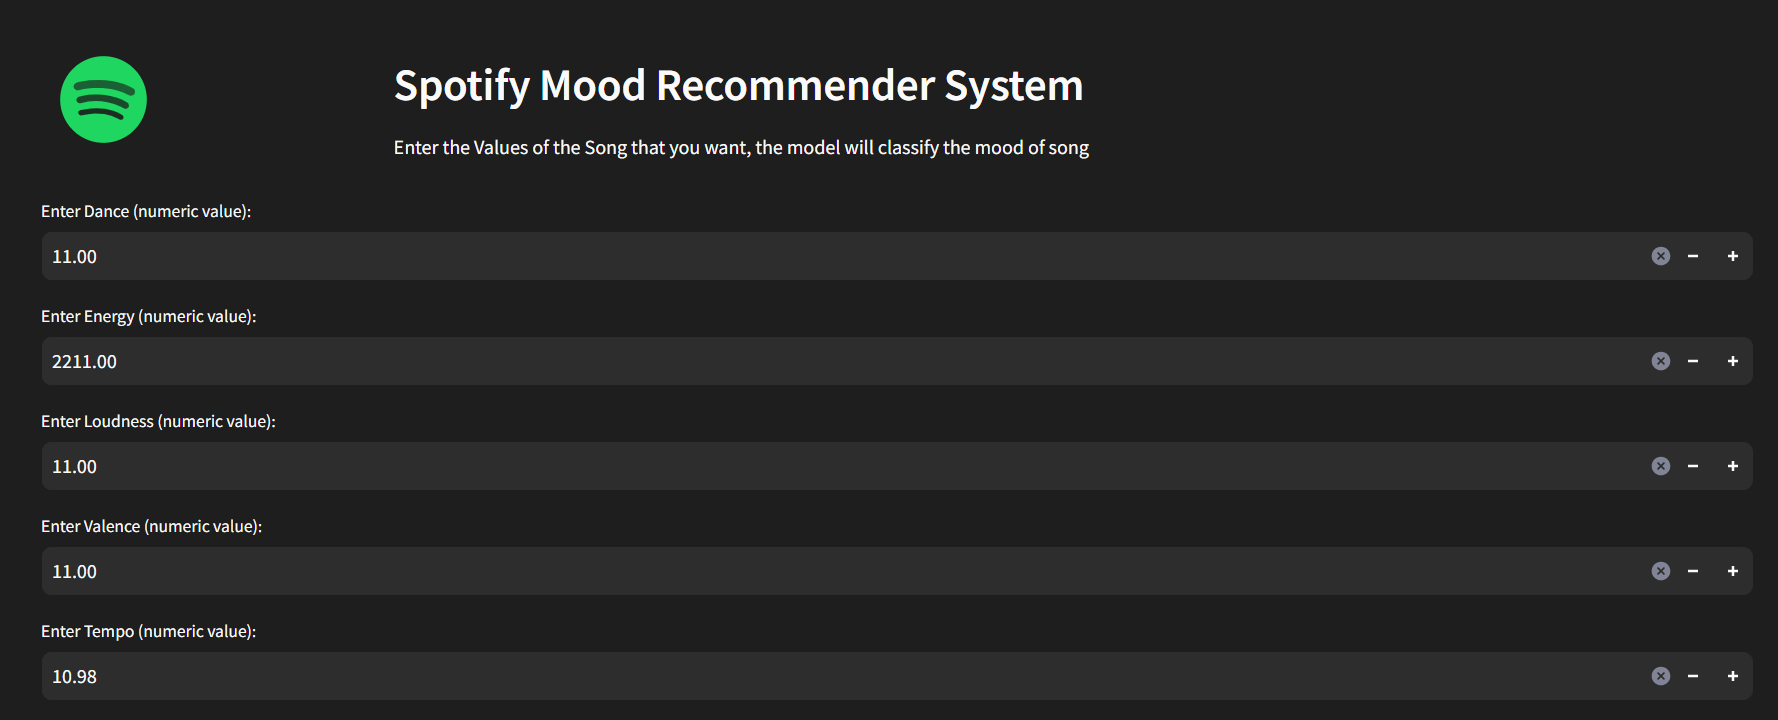 Spotify Mood Recommender System
Enter the Values of the Song that you want, the model will classify the mood of song
Enter Dance (numeric value):
11.00
Enter Energy (numeric value):
2211.00
Enter Loudness (numeric value):
11.00
Enter Valence (numeric value):
11.00
Enter Tempo (numeric value):
10.98